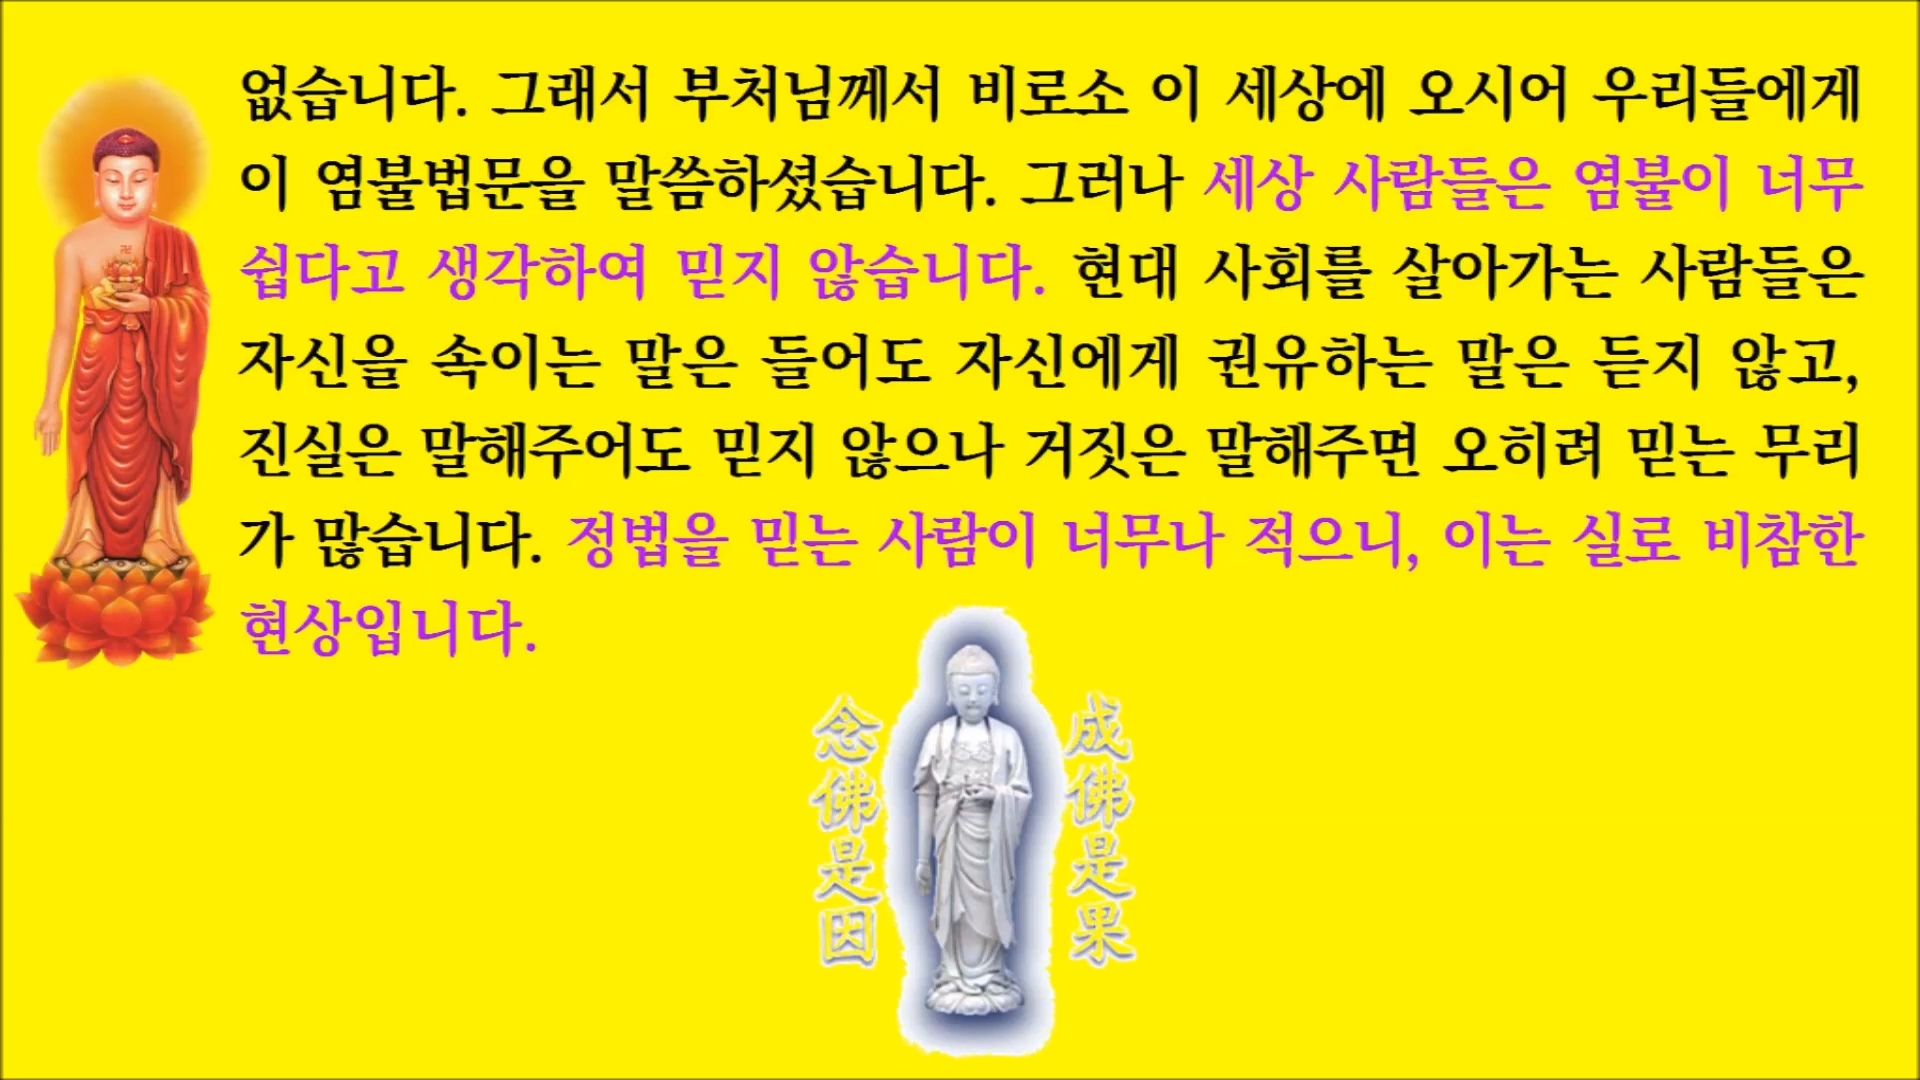 없습니다. 그래서 부처님께서 비로소 이 세상에 오시어 우리들에게
이 염불법문을 말씀하셨습니다. 그러나 세상 사람들은 염불이 너무
쉽다고 생각하여 믿지 않습니다. 현대 사회를 살아가는 사람들은
자신을 속이는 말은 들어도 자신에게 권유하는 말은 듣지 않고,
진실은 말해주어도 믿지 않으나 거짓은 말해주면 오히려 믿는 무리
가 많습니다. 정법을 믿는 사람이 너무나 적으니, 이는 실로 비참한
현상입니다.
念佛是因
成佛是果